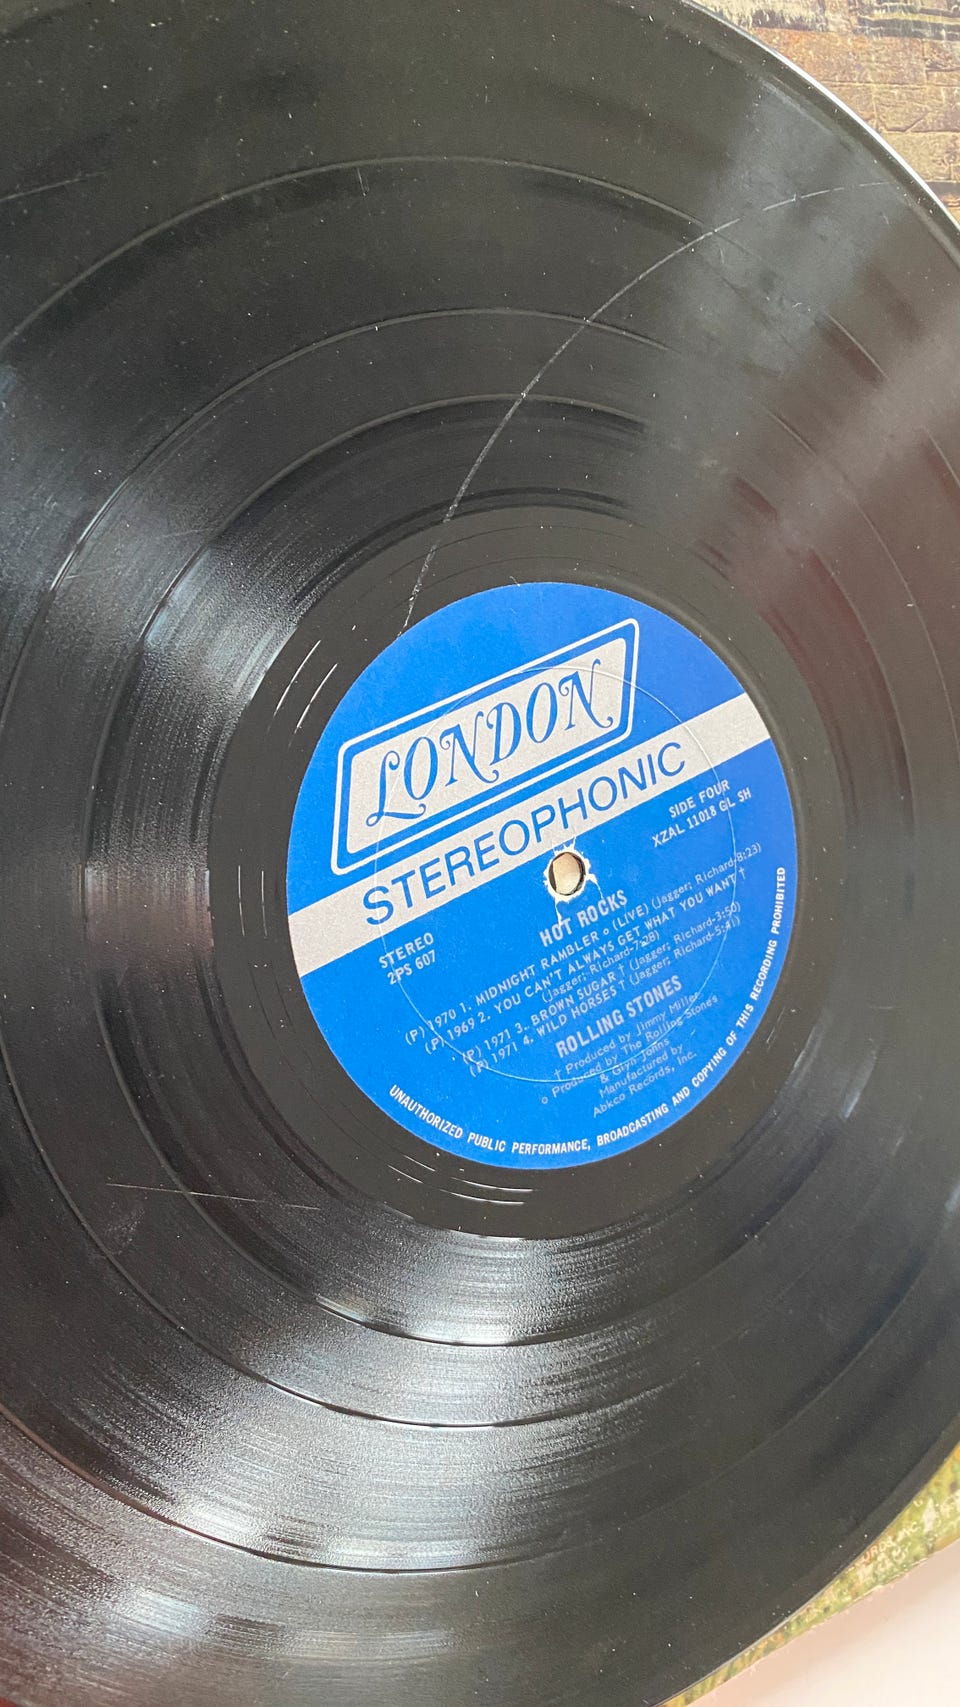 LONDON
STEREOPHONIC
SIDE FOUR
XZAL 11018 GL SH
STEREO
2PS 607
HOT ROCKS
(P) 1970 1. MIDNIGHT RAMBLER o (LIVE) (Jagger; Richard-8:23)
(P) 1969 2. YOU CAN'T ALWAYS GET WHAT YOU WANT †
(Jagger; Richard-7:28)
(P) 1971 3. BROWN SUGAR † (Jagger; Richard-3:50)
(P) 1971 4. WILD HORSES † (Jagger; Richard-5:41)
ROLLING STONES
† Produced by Jimmy Miller
o Produced by The Rolling Stones
& Glyn Johns
Manufactured by
Abkco Records, Inc.
UNAUTHORIZED PUBLIC PERFORMANCE, BROADCASTING AND COPYING OF THIS RECORDING PROHIBITED